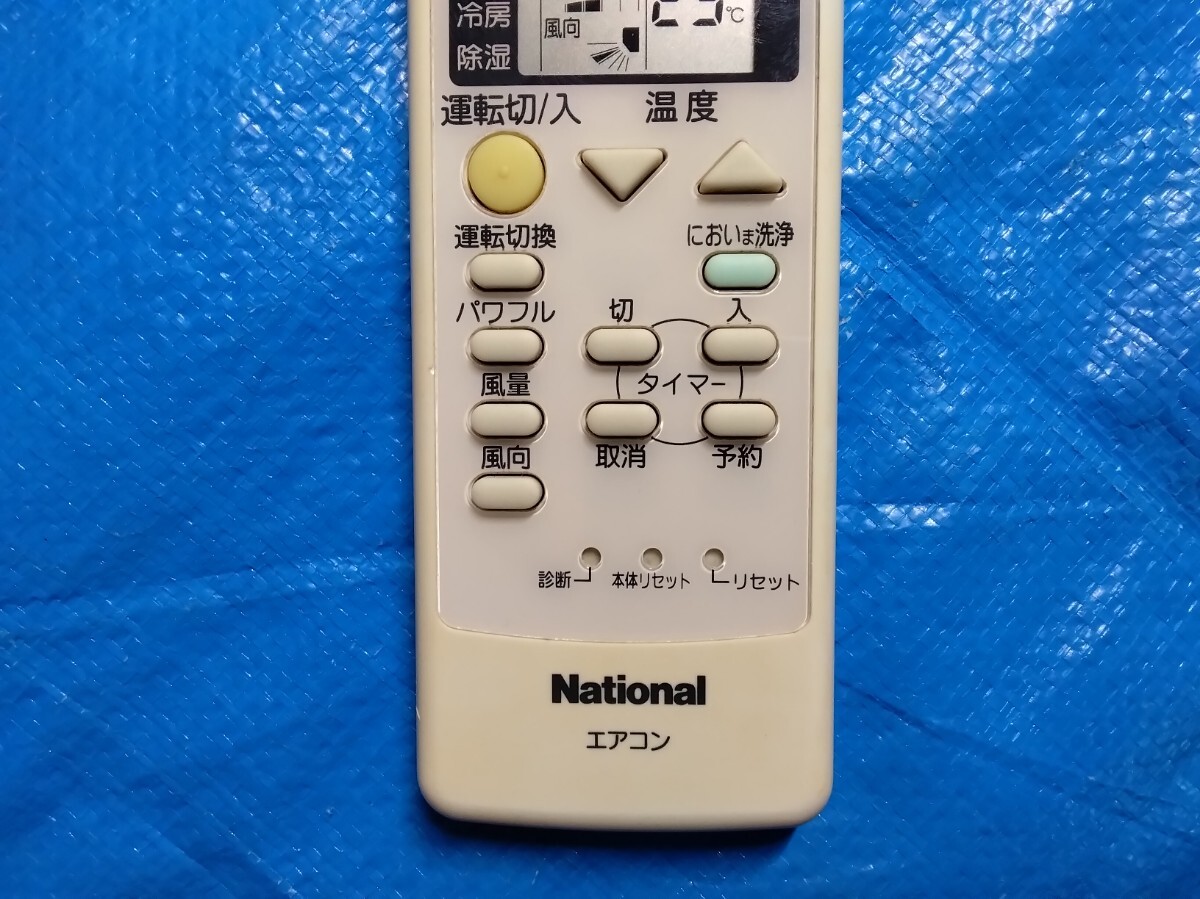 冷房
風向
℃
除湿
運転切/入
温度
運転切換
においま洗浄
パワフル
切
入
風量
タイマー
風向
取消
予約
診断
本体リセット
リセット
National
エアコン